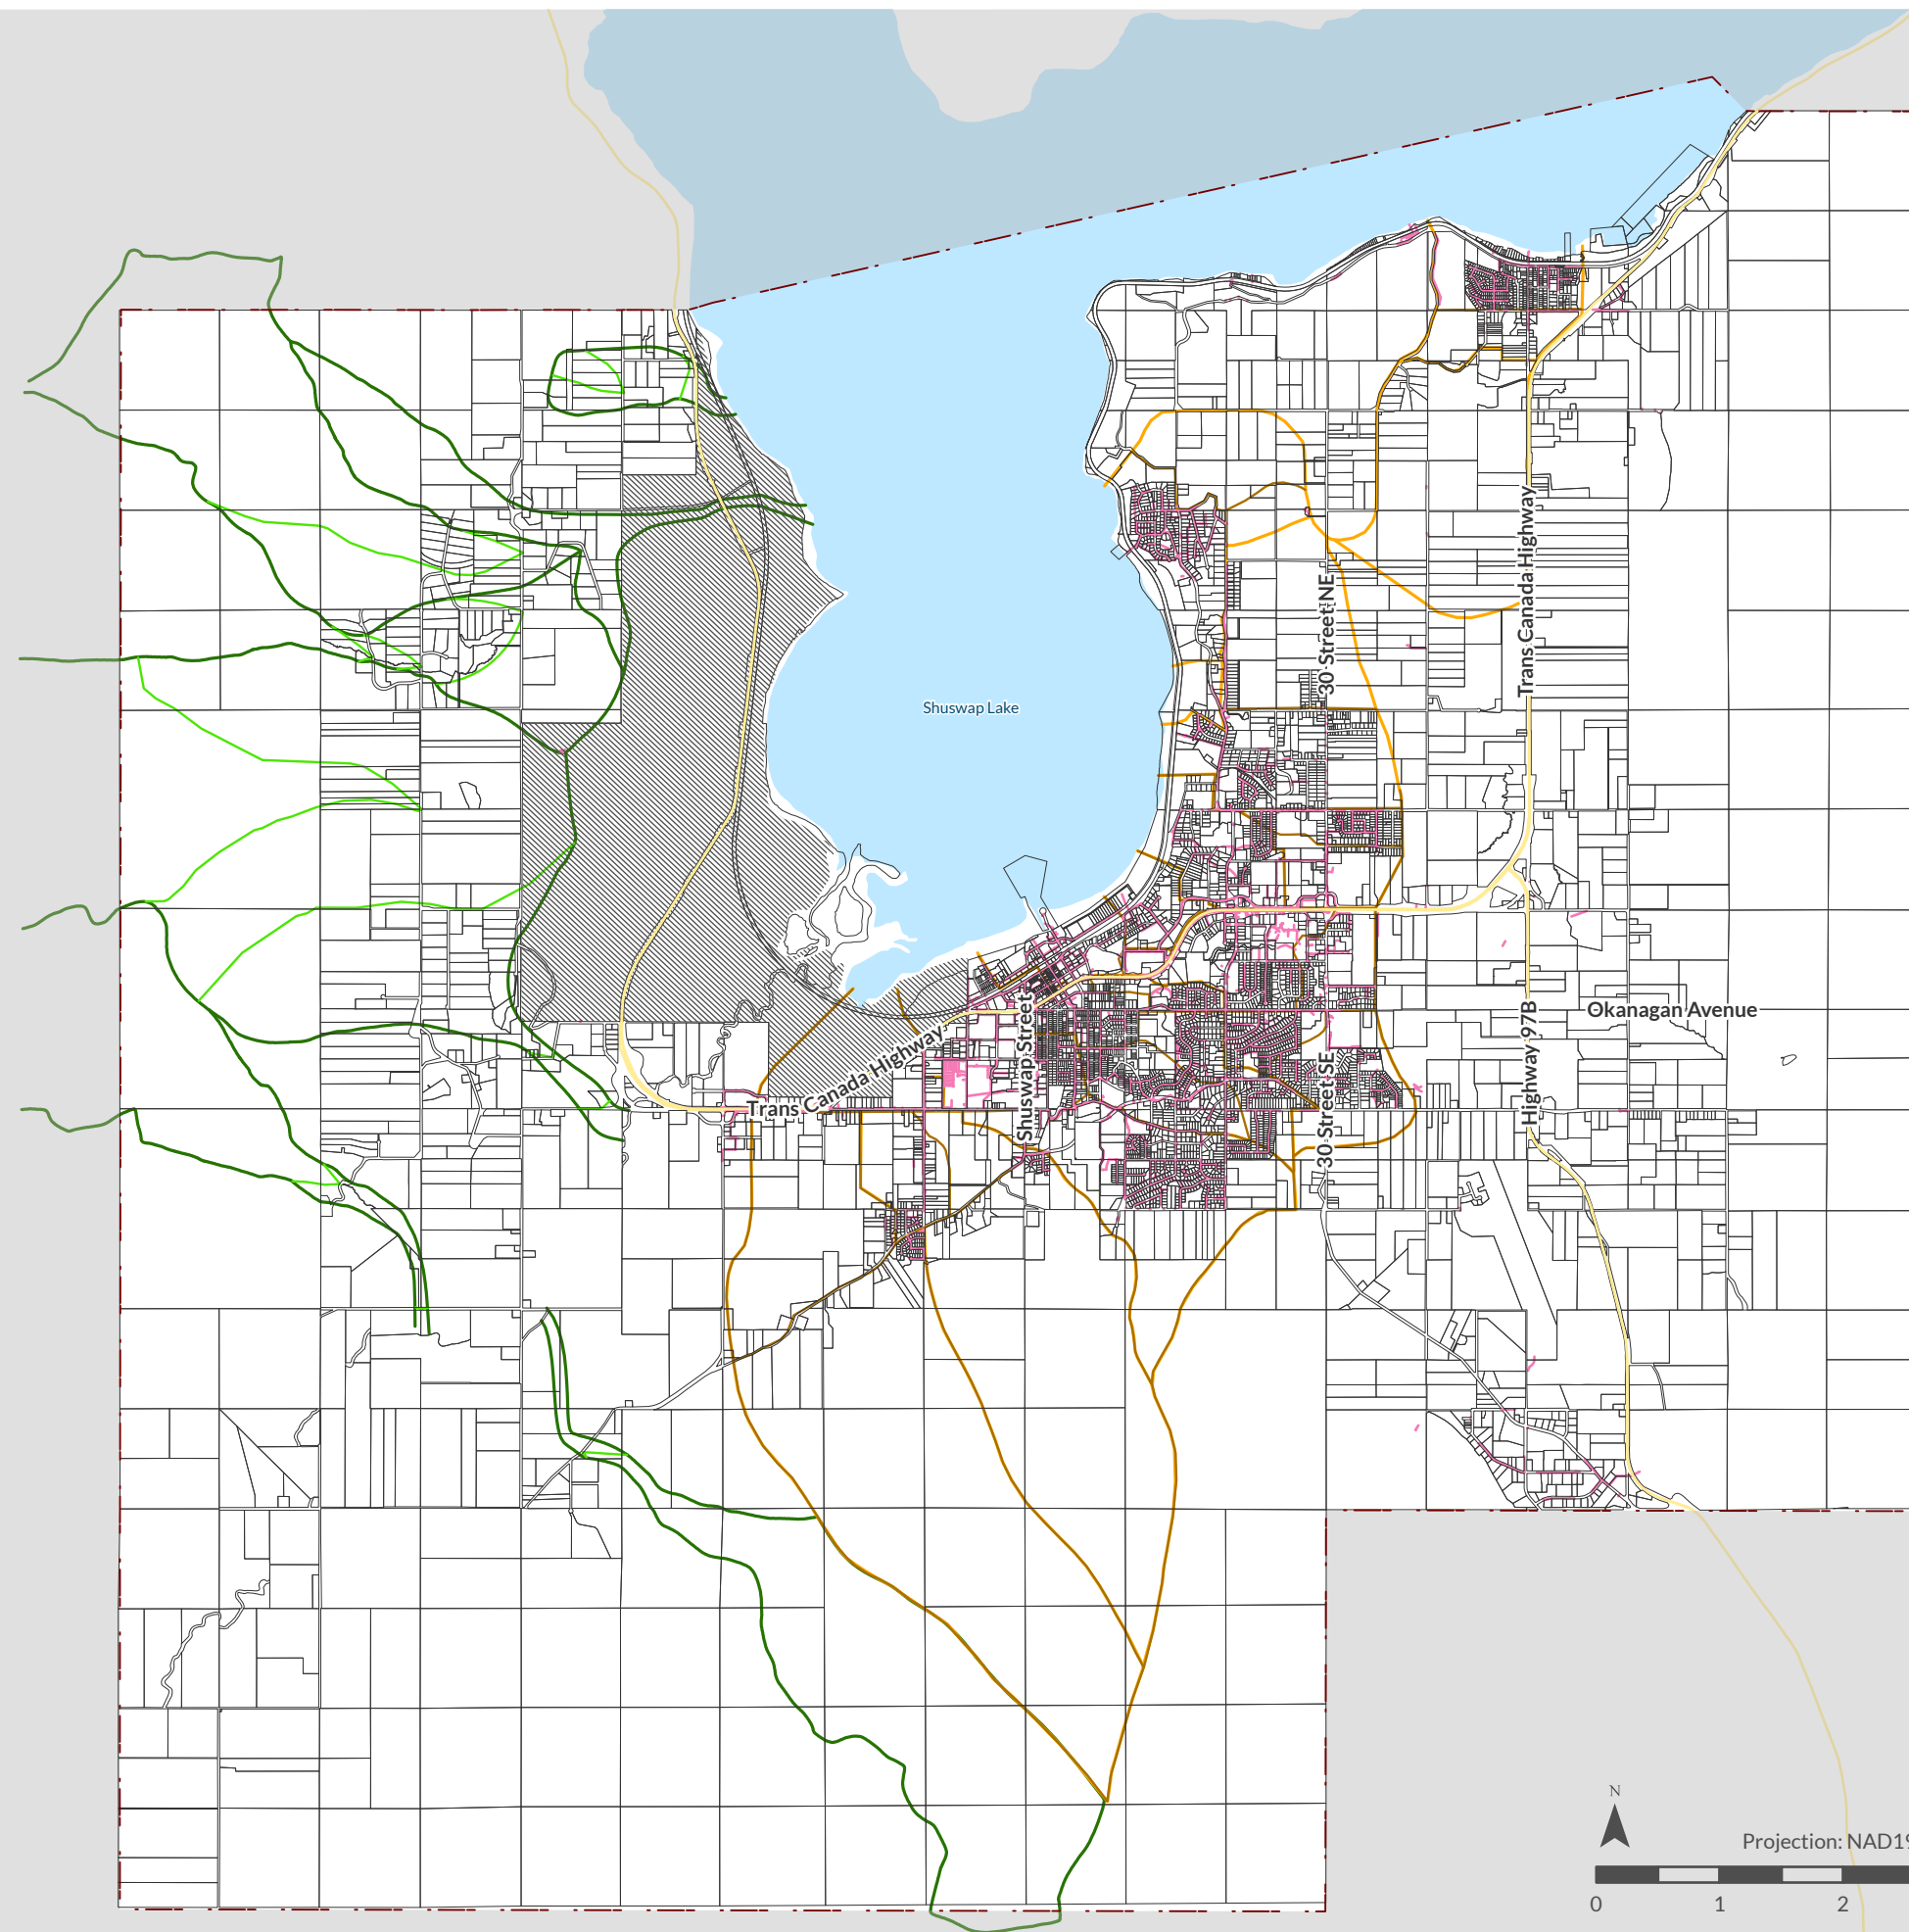 Trans Canada Highway
30 Street NE
Shuswap Lake
Okanagan Avenue
Highway 97B
Shuswap Street
Trans Canada Highway
30 Street SE
N
Projection: NAD19
0 1 2